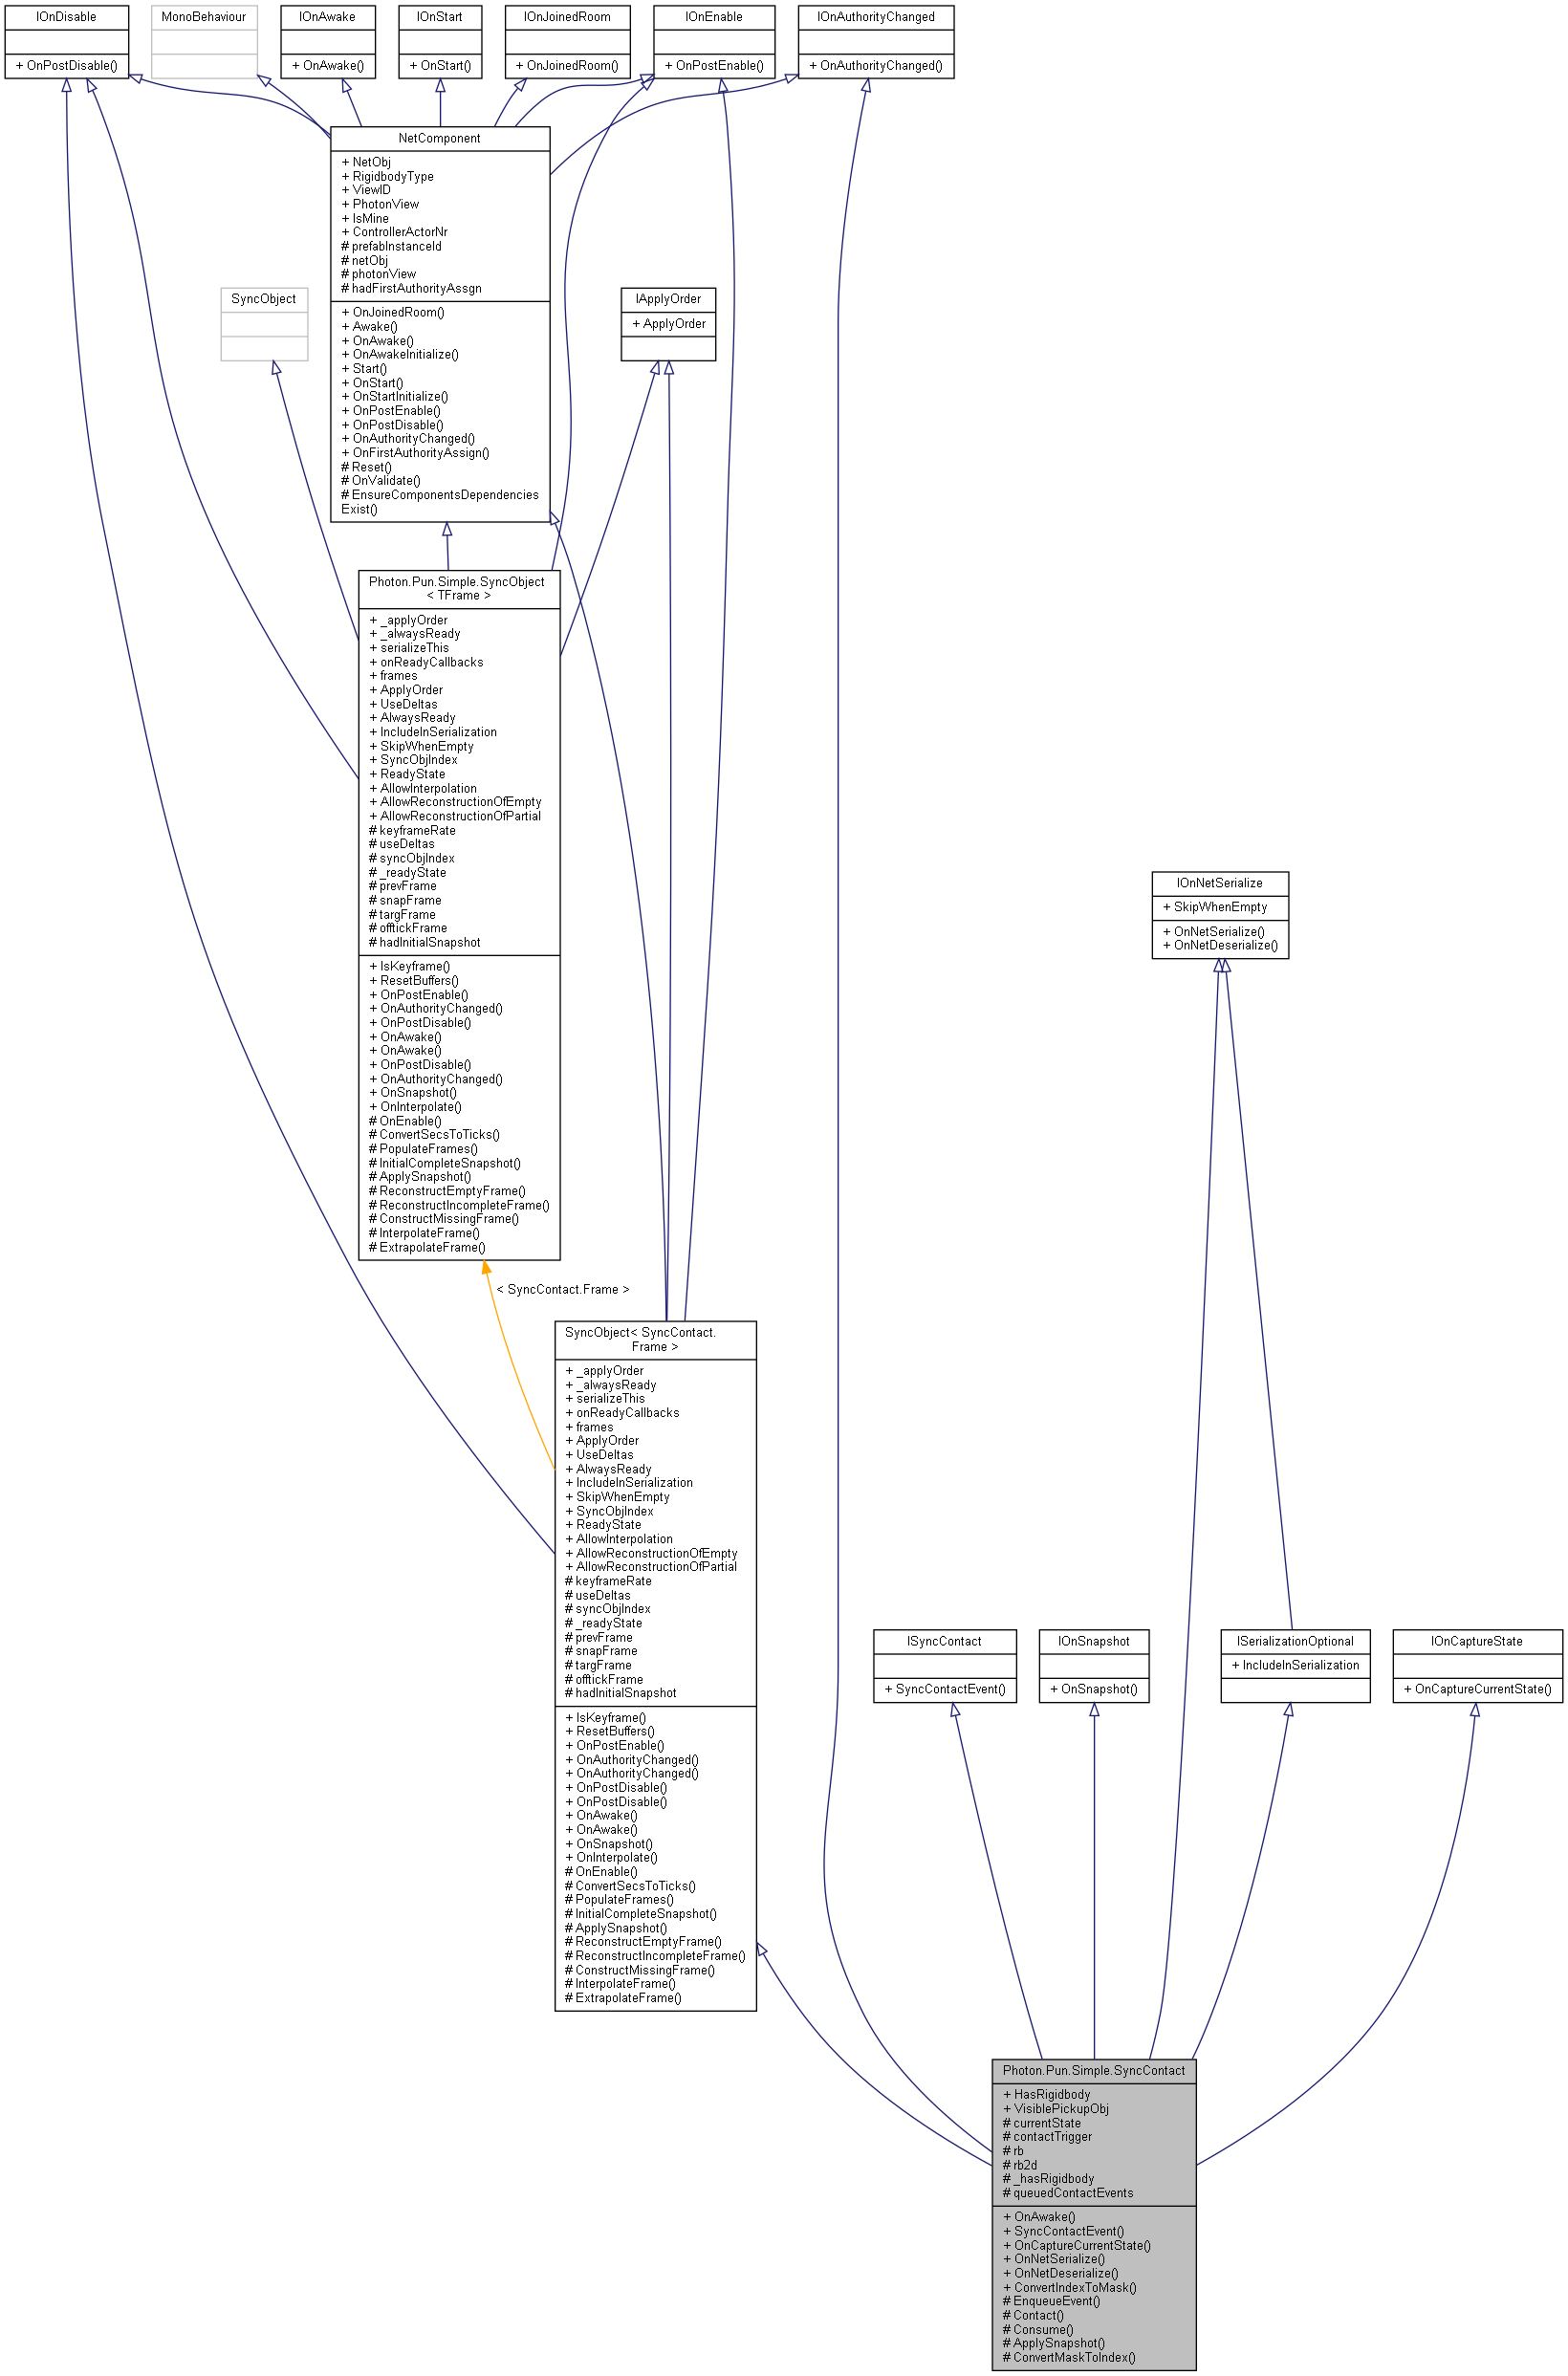 IOnDisable
+ OnPostDisable()
MonoBehaviour
IOnAwake
+ OnAwake()
IOnStart
+ OnStart()
IOnJoinedRoom
+ OnJoinedRoom()
IOnEnable
+ OnPostEnable()
IOnAuthorityChanged
+ OnAuthorityChanged()
NetComponent
+ NetObj
+ RigidbodyType
+ ViewID
+ PhotonView
+ IsMine
+ ControllerActorNr
# prefabInstanceId
# netObj
# photonView
# hadFirstAuthorityAssgn
+ OnJoinedRoom()
+ Awake()
+ OnAwake()
+ OnAwakeInitialize()
+ Start()
+ OnStart()
+ OnStartInitialize()
+ OnPostEnable()
+ OnPostDisable()
+ OnAuthorityChanged()
+ OnFirstAuthorityAssign()
# Reset()
# OnValidate()
# EnsureComponentsDependencies
Exist()
SyncObject
IApplyOrder
+ ApplyOrder
Photon.Pun.Simple.SyncObject
< TFrame >
+ _applyOrder
+ _alwaysReady
+ serializeThis
+ onReadyCallbacks
+ frames
+ ApplyOrder
+ UseDeltas
+ AlwaysReady
+ IncludeInSerialization
+ SkipWhenEmpty
+ SyncObjIndex
+ ReadyState
+ AllowInterpolation
+ AllowReconstructionOfEmpty
+ AllowReconstructionOfPartial
# keyframeRate
# useDeltas
# syncObjIndex
# _readyState
# prevFrame
# snapFrame
# targFrame
# offtickFrame
# hadInitialSnapshot
+ IsKeyframe()
+ ResetBuffers()
+ OnPostEnable()
+ OnAuthorityChanged()
+ OnPostDisable()
+ OnAwake()
+ OnAwake()
+ OnPostDisable()
+ OnAuthorityChanged()
+ OnSnapshot()
+ OnInterpolate()
# OnEnable()
# ConvertSecsToTicks()
# PopulateFrames()
# InitialCompleteSnapshot()
# ApplySnapshot()
# ReconstructEmptyFrame()
# ReconstructIncompleteFrame()
# ConstructMissingFrame()
# InterpolateFrame()
# ExtrapolateFrame()
IOnNetSerialize
+ SkipWhenEmpty
+ OnNetSerialize()
+ OnNetDeserialize()
< SyncContact.Frame >
SyncObject< SyncContact.
Frame >
+ _applyOrder
+ _alwaysReady
+ serializeThis
+ onReadyCallbacks
+ frames
+ ApplyOrder
+ UseDeltas
+ AlwaysReady
+ IncludeInSerialization
+ SkipWhenEmpty
+ SyncObjIndex
+ ReadyState
+ AllowInterpolation
+ AllowReconstructionOfEmpty
+ AllowReconstructionOfPartial
# keyframeRate
# useDeltas
# syncObjIndex
# _readyState
# prevFrame
# snapFrame
# targFrame
# offtickFrame
# hadInitialSnapshot
+ IsKeyframe()
+ ResetBuffers()
+ OnPostEnable()
+ OnAuthorityChanged()
+ OnAuthorityChanged()
+ OnPostDisable()
+ OnPostDisable()
+ OnAwake()
+ OnAwake()
+ OnSnapshot()
+ OnInterpolate()
# OnEnable()
# ConvertSecsToTicks()
# PopulateFrames()
# InitialCompleteSnapshot()
# ApplySnapshot()
# ReconstructEmptyFrame()
# ReconstructIncompleteFrame()
# ConstructMissingFrame()
# InterpolateFrame()
# ExtrapolateFrame()
ISyncContact
+ SyncContactEvent()
IOnSnapshot
+ OnSnapshot()
ISerializationOptional
+ IncludeInSerialization
IOnCaptureState
+ OnCaptureCurrentState()
Photon.Pun.Simple.SyncContact
+ HasRigidbody
+ VisiblePickupObj
# currentState
# contactTrigger
# rb
# rb2d
# _hasRigidbody
# queuedContactEvents
+ OnAwake()
+ SyncContactEvent()
+ OnCaptureCurrentState()
+ OnNetSerialize()
+ OnNetDeserialize()
+ ConvertIndexToMask()
# EnqueueEvent()
# Contact()
# Consume()
# ApplySnapshot()
# ConvertMaskToIndex()